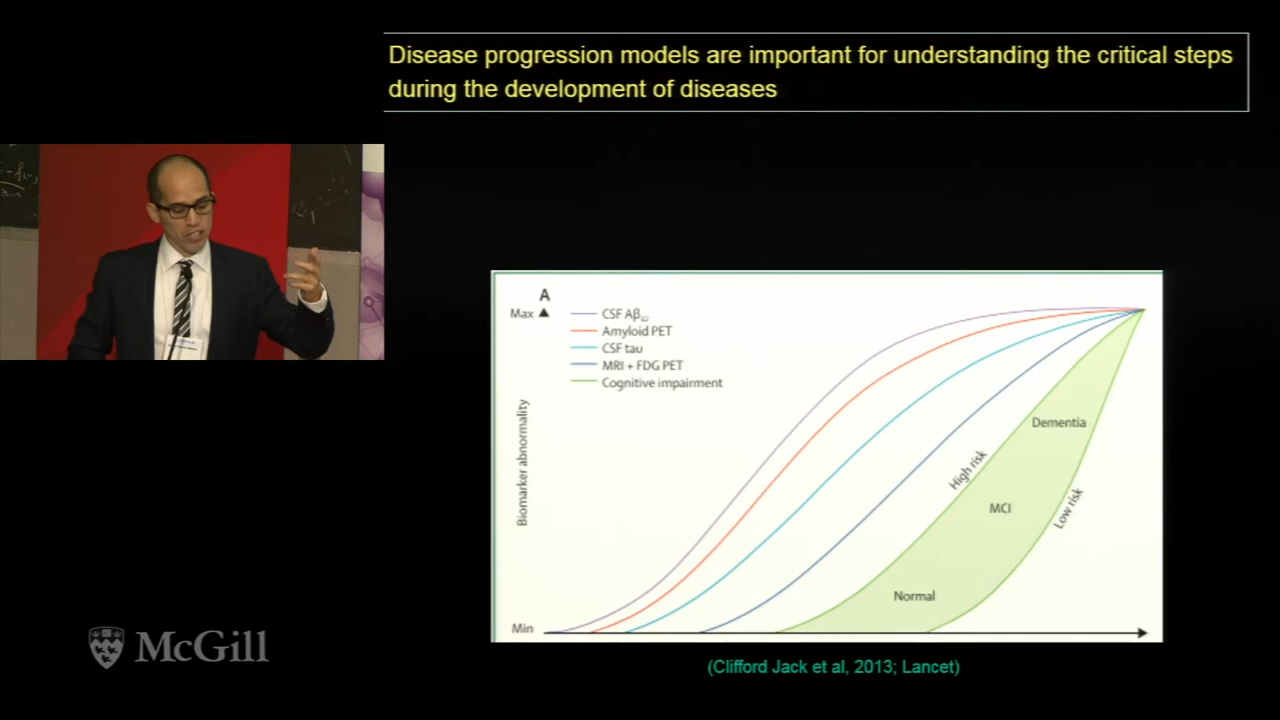 Disease progression models are important for understanding the critical steps
during the development of diseases
A
Max
CSF Aβ42
Amyloid PET
CSF tau
MRI + FDG PET
Cognitive impairment
Biomarker abnormality
Dementia
High risk
MCI
Low risk
Normal
Min
McGill
(Clifford Jack et al, 2013; Lancet)